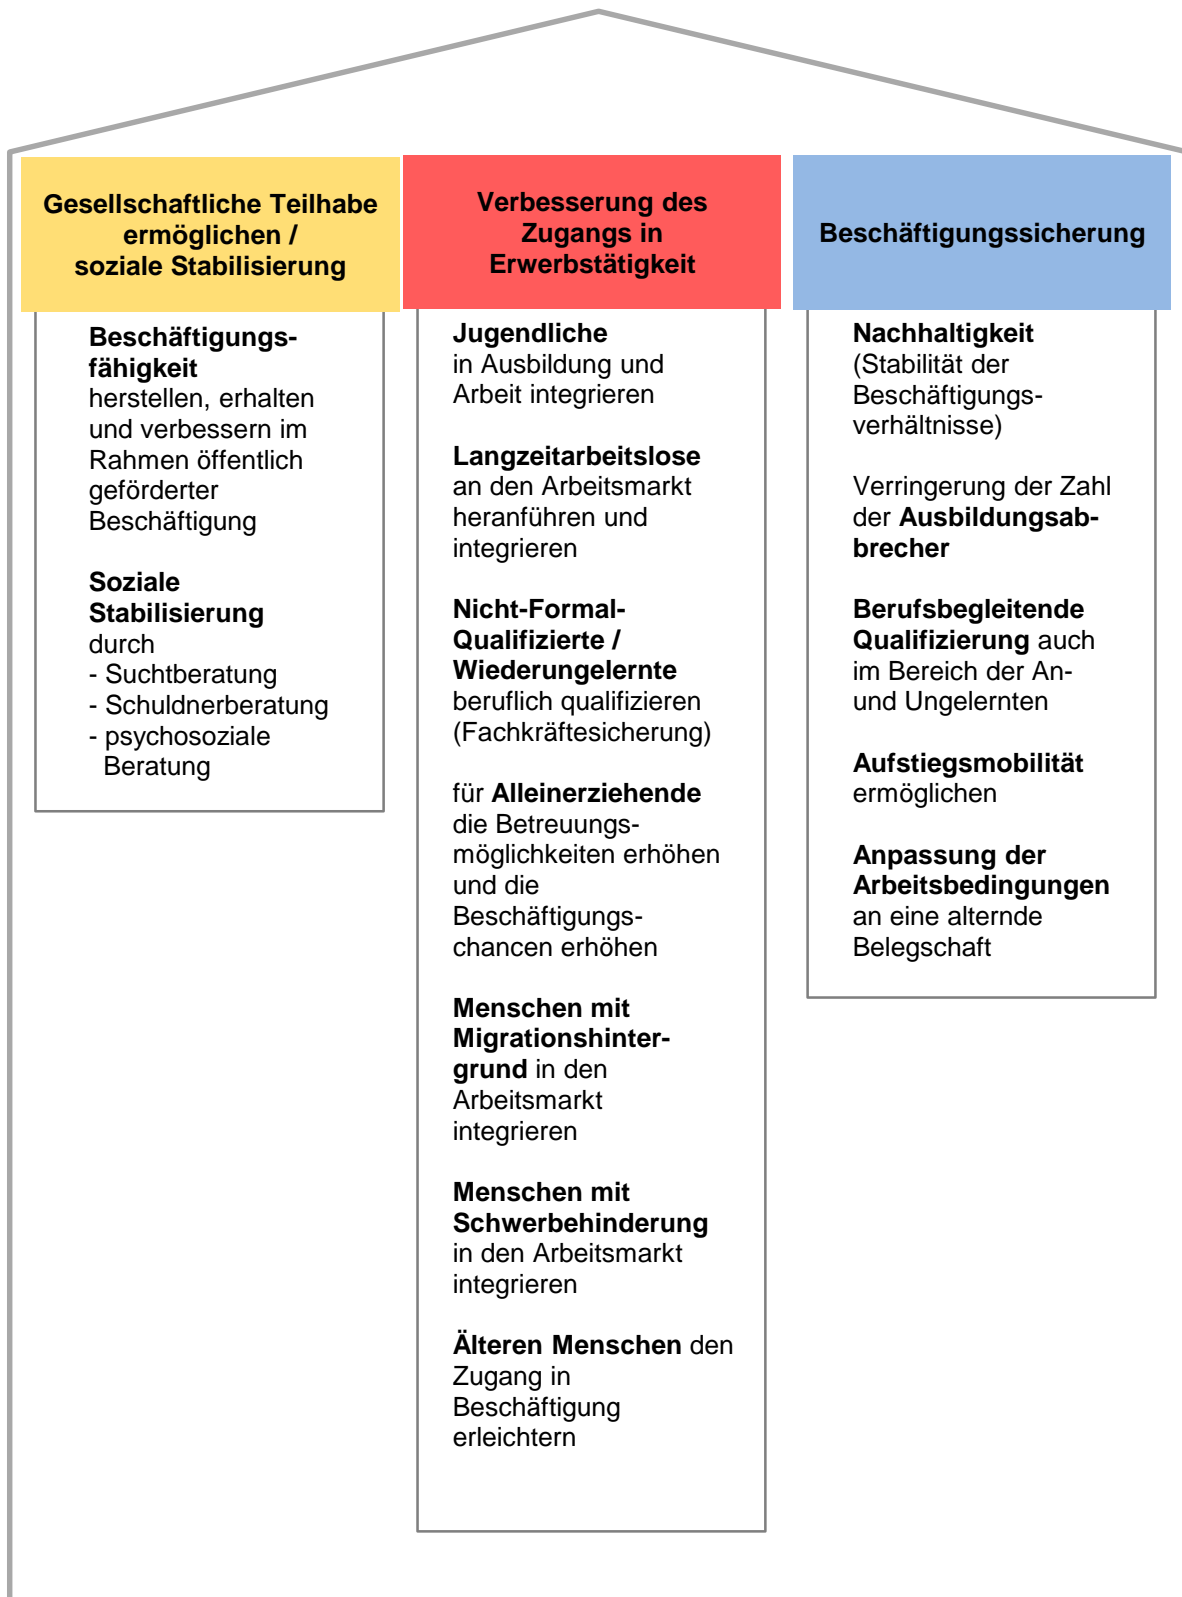 Gesellschaftliche Teilhabe
ermöglichen /
soziale Stabilisierung
Beschäftigungs-
fähigkeit
herstellen, erhalten
und verbessern im
Rahmen öffentlich
geförderter
Beschäftigung
Soziale
Stabilisierung
durch
- Suchtberatung
- Schuldnerberatung
- psychosoziale
Beratung
Verbesserung des
Zugangs in
Erwerbstätigkeit
Jugendliche
in Ausbildung und
Arbeit integrieren
Langzeitarbeitslose
an den Arbeitsmarkt
heranführen und
integrieren
Nicht-Formal-
Qualifizierte /
Wiederungelernte
beruflich qualifizieren
(Fachkräftesicherung)
für Alleinerziehende
die Betreuungs-
möglichkeiten erhöhen
und die
Beschäftigungs-
chancen erhöhen
Menschen mit
Migrationshinter-
grund in den
Arbeitsmarkt
integrieren
Menschen mit
Schwerbehinderung
in den Arbeitsmarkt
integrieren
Älteren Menschen den
Zugang in
Beschäftigung
erleichtern
Beschäftigungssicherung
Nachhaltigkeit
(Stabilität der
Beschäftigungs-
verhältnisse)
Verringerung der Zahl
der Ausbildungsab-
brecher
Berufsbegleitende
Qualifizierung auch
im Bereich der An-
und Ungelernten
Aufstiegsmobilität
ermöglichen
Anpassung der
Arbeitsbedingungen
an eine alternde
Belegschaft